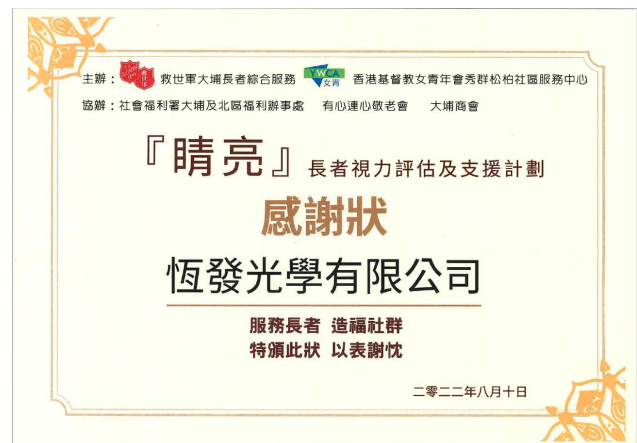 主辦：救世軍大埔長者綜合服務 YWCA 女青 香港基督教女青年會秀群松柏社區服務中心
協辦：社會福利署大埔及北區福利辦事處 有心連心敬老會 大埔商會
『睛亮』長者視力評估及支援計劃
感謝狀
恆發光學有限公司
服務長者 造福社群
特頒此狀 以表謝忱
二零二二年八月十日